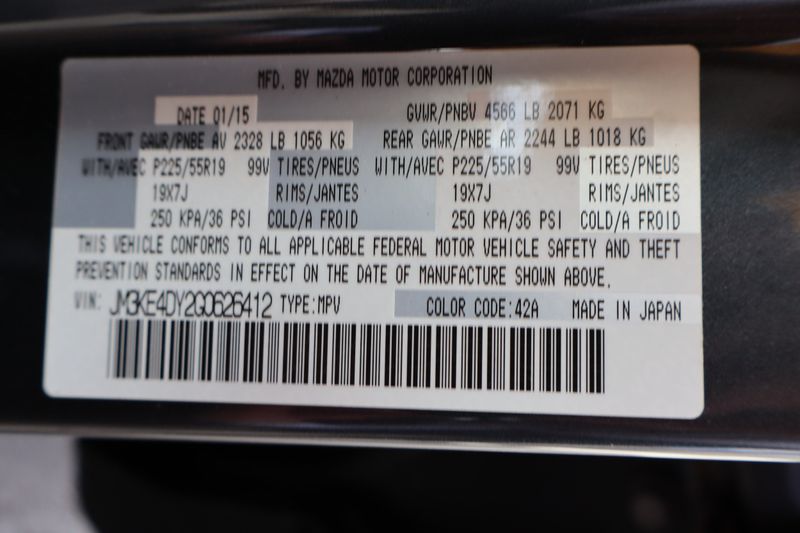 MFD. BY MAZDA MOTOR CORPORATION
DATE 01/15 GVWR/PNBV 4566 LB 2071 KG
FRONT GAWR/PNBE AV 2328 LB 1056 KG REAR GAWR/PNBE AR 2244 LB 1018 KG
WITH/AVEC P225/55R19 99V TIRES/PNEUS WITH/AVEC P225/55R19 99V TIRES/PNEUS
19X7J RIMS/JANTES 19X7J RIMS/JANTES
250 KPA/36 PSI COLD/A FROID 250 KPA/36 PSI COLD/A FROID
THIS VEHICLE CONFORMS TO ALL APPLICABLE FEDERAL MOTOR VEHICLE SAFETY AND THEFT
PREVENTION STANDARDS IN EFFECT ON THE DATE OF MANUFACTURE SHOWN ABOVE.
VIN: JM3KE4DY2G0626412 TYPE:MPV COLOR CODE:42A MADE IN JAPAN